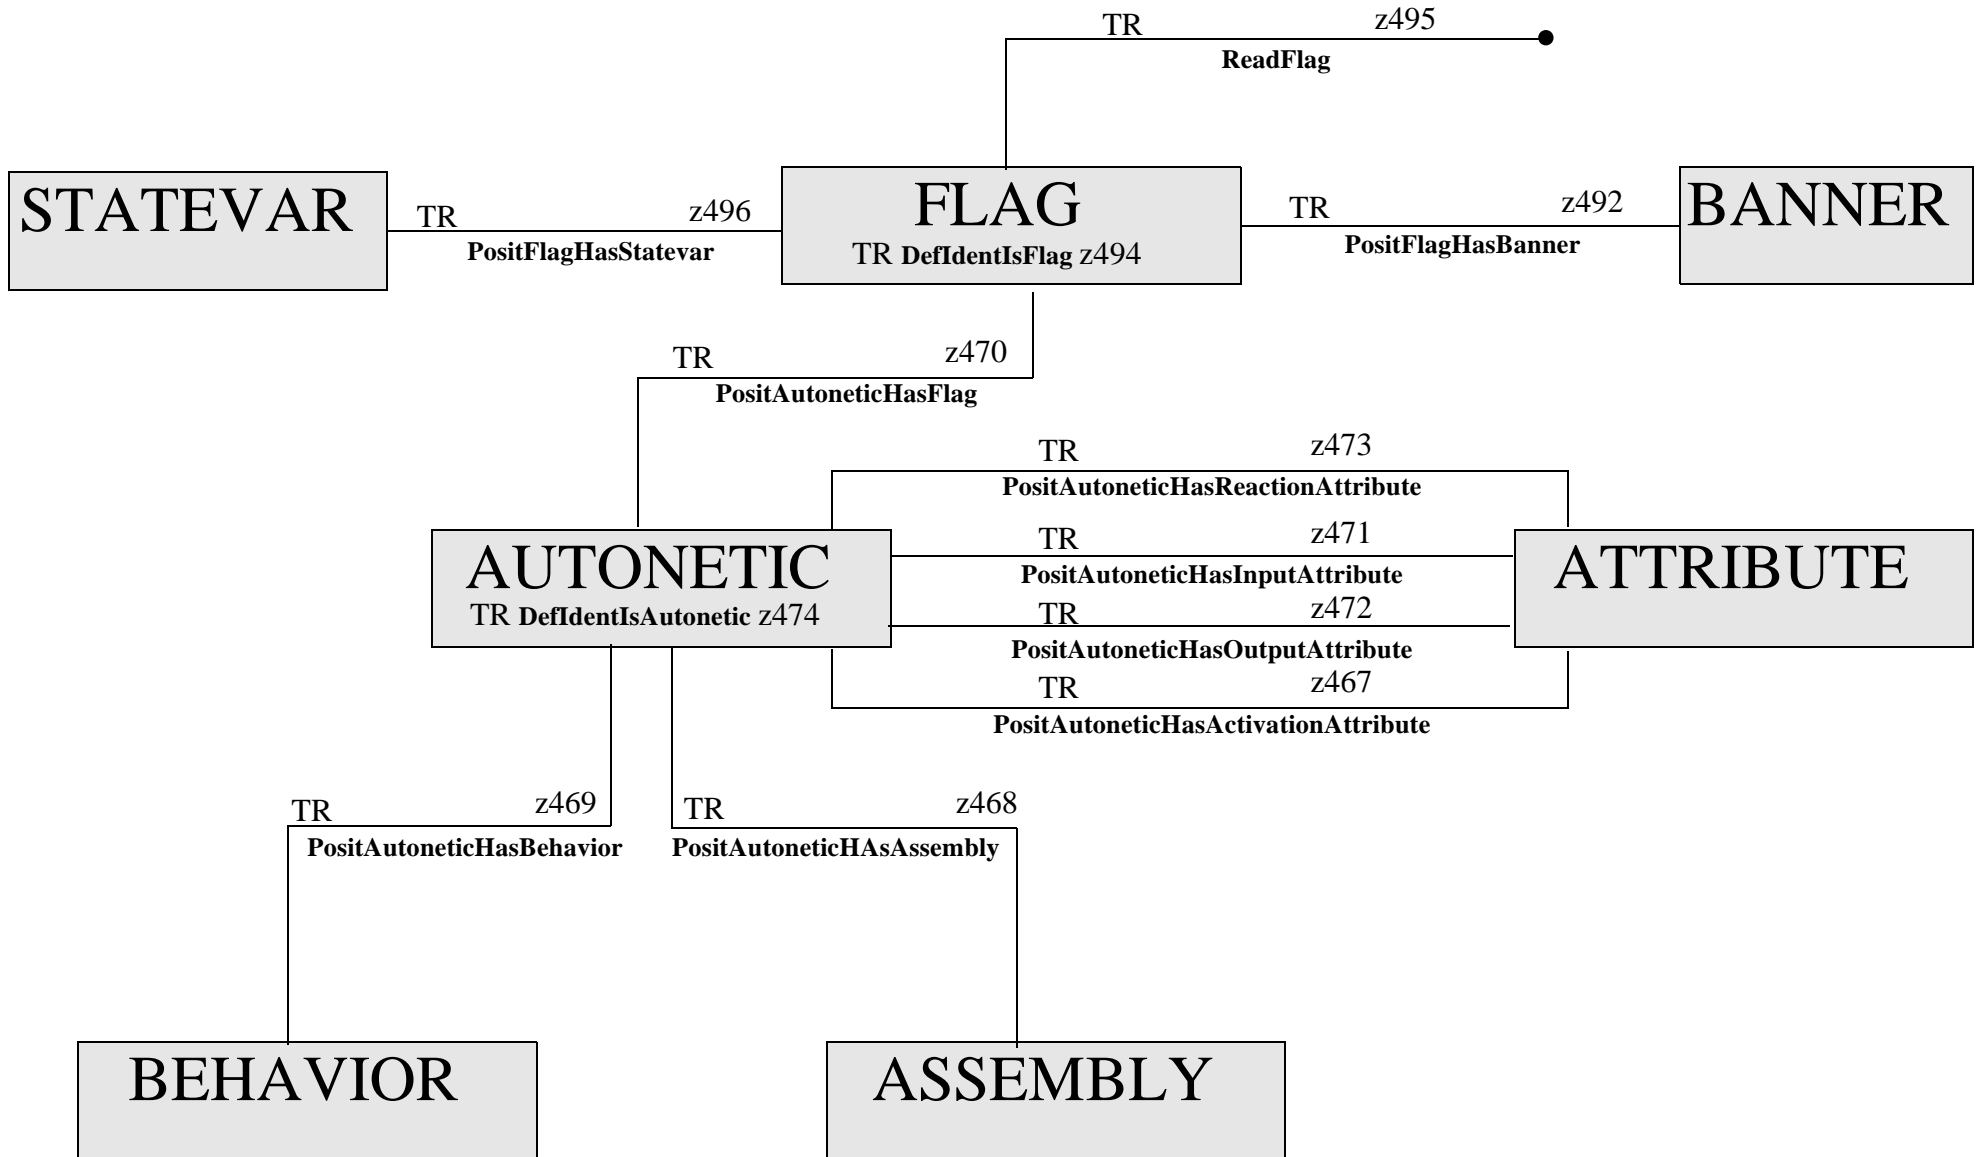 TR z495
ReadFlag
STATEVAR
TR z496
PositFlagHasStatevar
FLAG
TR DefIdentIsFlag z494
TR z492
PositFlagHasBanner
BANNER
TR z470
PositAutoneticHasFlag
TR z473
PositAutoneticHasReactionAttribute
AUTONETIC
TR DefIdentIsAutonetic z474
TR z471
PositAutoneticHasInputAttribute
TR z472
PositAutoneticHasOutputAttribute
TR z467
PositAutoneticHasActivationAttribute
ATTRIBUTE
TR z469
PositAutoneticHasBehavior
TR z468
PositAutoneticHAsAssembly
BEHAVIOR
ASSEMBLY